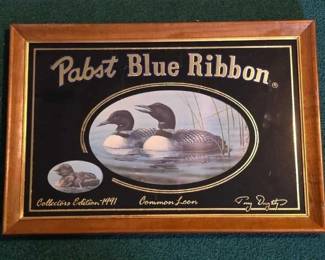 Pabst Blue Ribbon®
Collectors Edition-1991 Common Loon